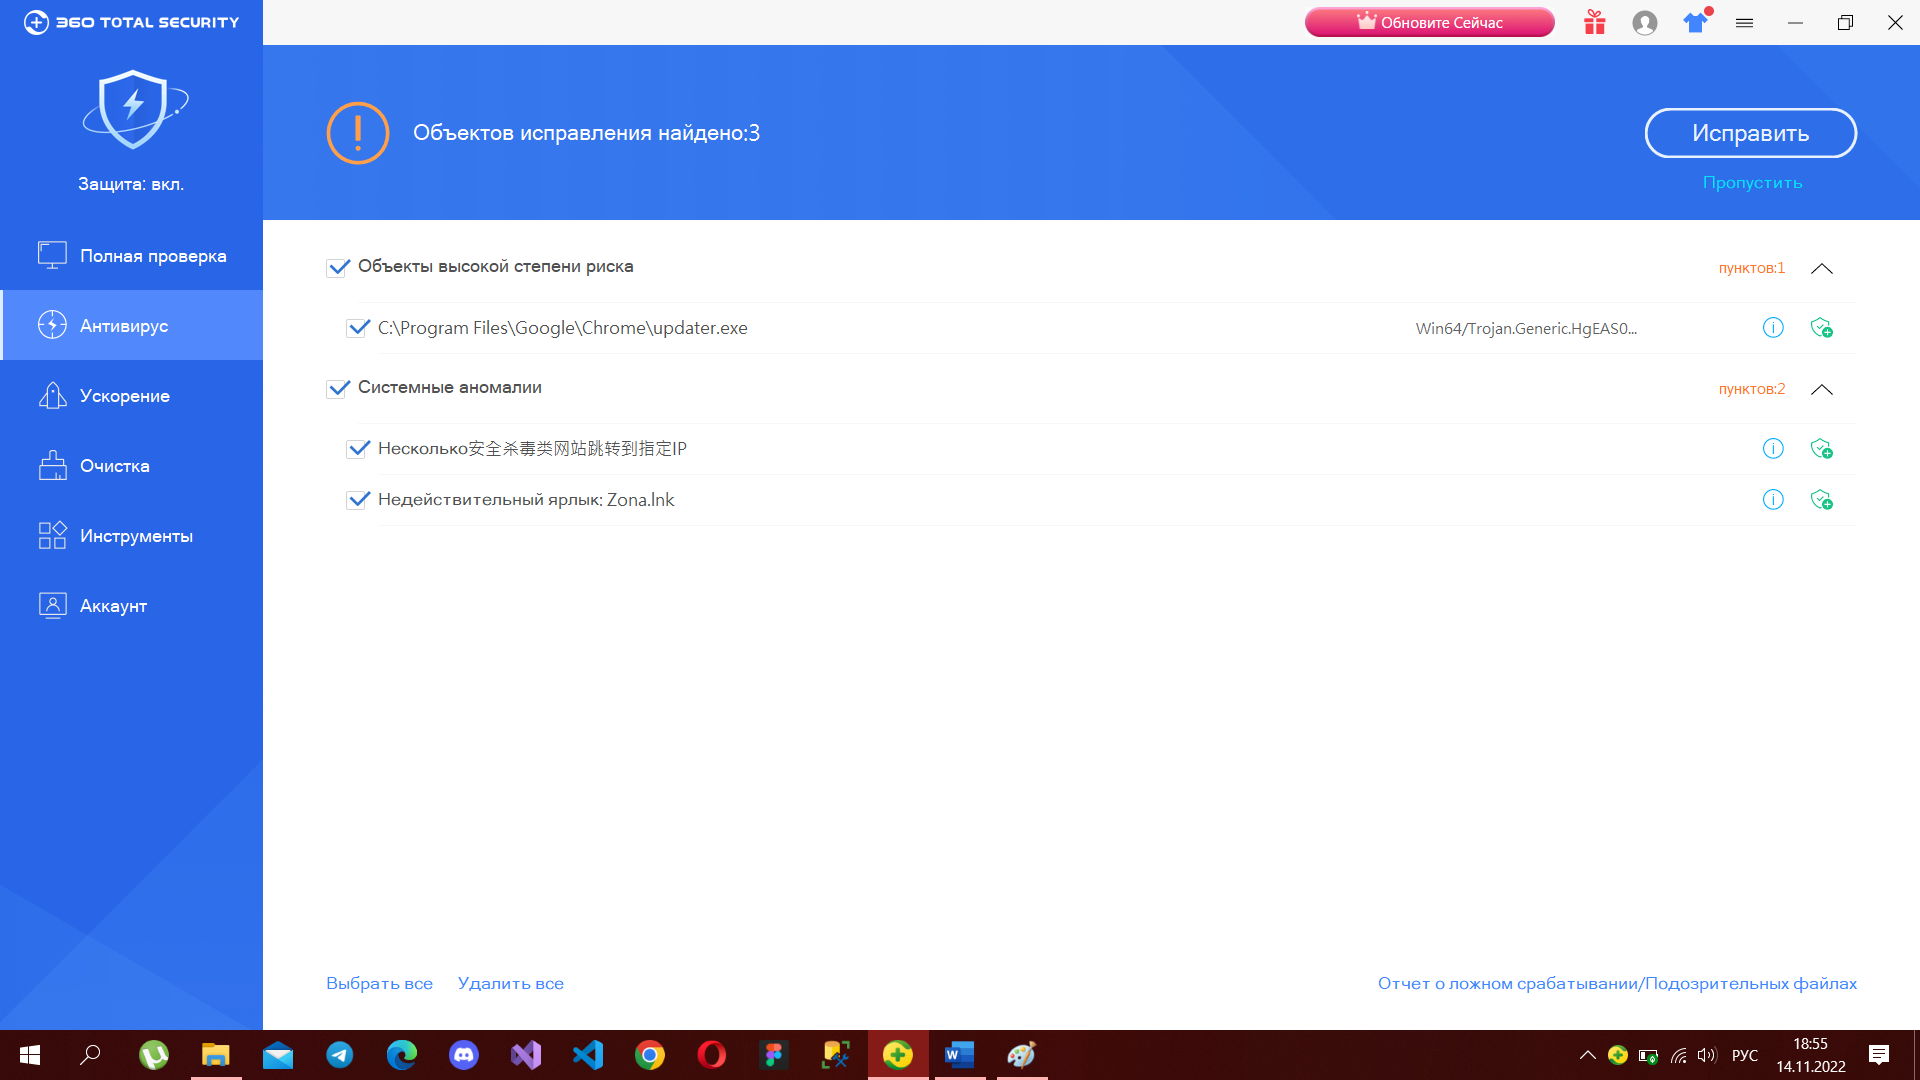 360 TOTAL SECURITY
Обновите Сейчас
Защита: вкл.
Полная проверка
Антивирус
Ускорение
Очистка
Инструменты
Аккаунт
Объектов исправления найдено:3
Исправить
Пропустить
Объекты высокой степени риска
пунктов:1
C:\Program Files\Google\Chrome\updater.exe
Win64/Trojan.Generic.HgEAS0...
Системные аномалии
пунктов:2
Несколько安全杀毒类网站跳转到指定IP
Недействительный ярлык: Zona.lnk
Выбрать все
Удалить все
Отчет о ложном срабатывании/Подозрительных файлах
РУС
18:55
14.11.2022